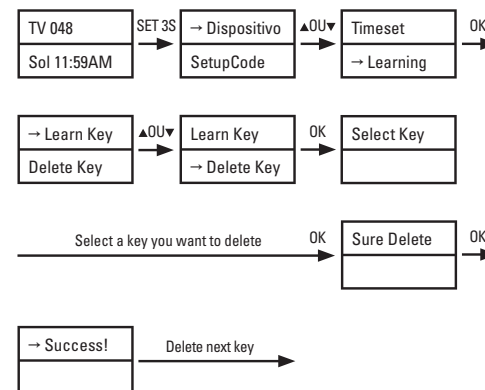 TV 048 SET 3S → Dispositivo ▲OU▼ Timeset OK
Sol 11:59AM SetupCode → Learning
→ Learn Key ▲OU▼ Learn Key OK Select Key
Delete Key → Delete Key
Select a key you want to delete OK Sure Delete OK
→ Success! Delete next key